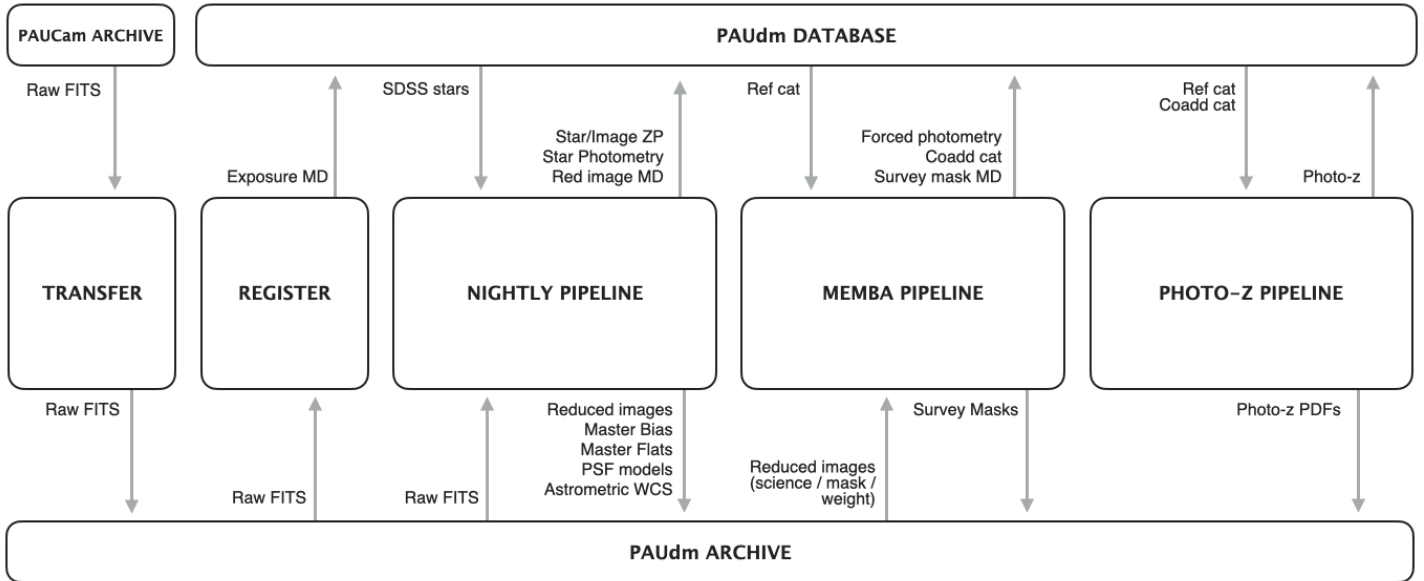 PAUCam ARCHIVE
PAUdm DATABASE
Raw FITS
SDSS stars
Ref cat
Ref cat
Coadd cat
Exposure MD
Star/Image ZP
Star Photometry
Red image MD
Forced photometry
Coadd cat
Survey mask MD
Photo-z
TRANSFER
REGISTER
NIGHTLY PIPELINE
MEMBA PIPELINE
PHOTO-Z PIPELINE
Raw FITS
Raw FITS
Raw FITS
Reduced images
Master Bias
Master Flats
PSF models
Astrometric WCS
Reduced images
(science / mask /
weight)
Survey Masks
Photo-z PDFs
PAUdm ARCHIVE